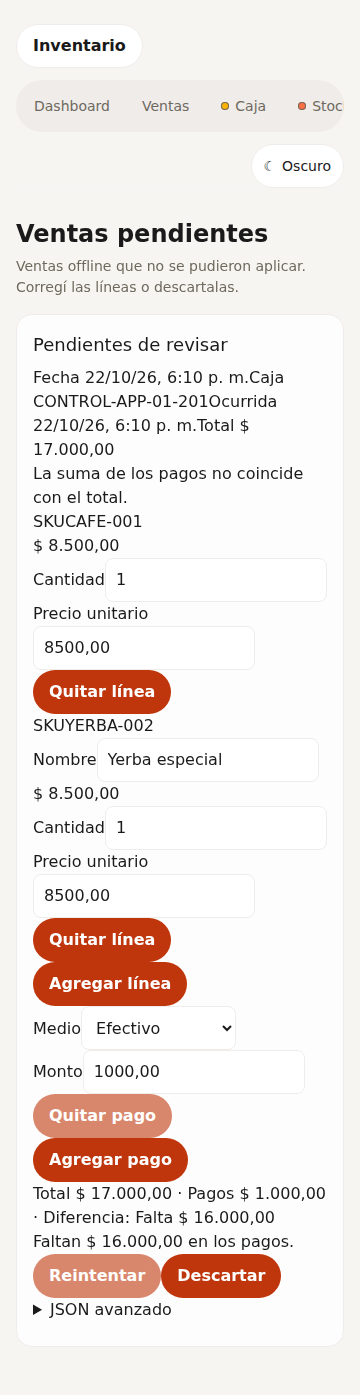 Inventario
Dashboard Ventas Caja Stoc
☾ Oscuro
Ventas pendientes
Ventas offline que no se pudieron aplicar.
Corregí las líneas o descartalas.
Pendientes de revisar
Fecha 22/10/26, 6:10 p. m.Caja
CONTROL-APP-01-201Ocurrida
22/10/26, 6:10 p. m.Total $
17.000,00
La suma de los pagos no coincide
con el total.
SKUCAFE-001
$ 8.500,00
Cantidad 1
Precio unitario
8500,00
Quitar línea
SKUYERBA-002
Nombre Yerba especial
$ 8.500,00
Cantidad 1
Precio unitario
8500,00
Quitar línea
Agregar línea
Medio Efectivo
Monto 1000,00
Quitar pago
Agregar pago
Total $ 17.000,00 · Pagos $ 1.000,00
· Diferencia: Falta $ 16.000,00
Faltan $ 16.000,00 en los pagos.
Reintentar Descartar
JSON avanzado